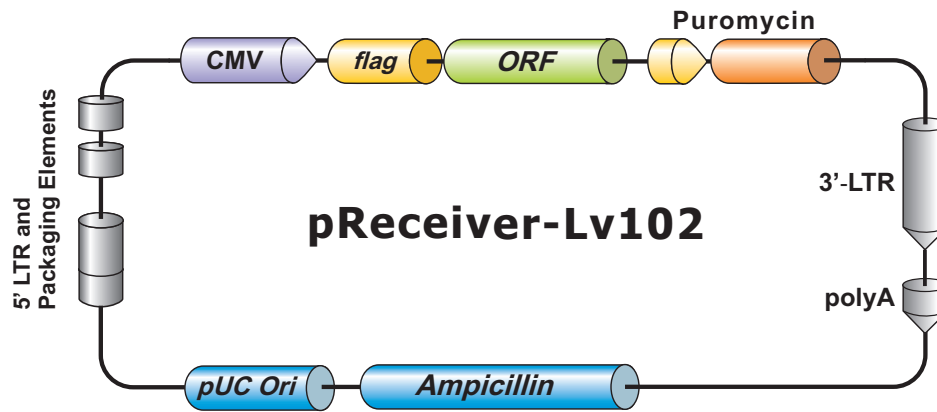 Puromycin
CMV
flag
ORF
5' LTR and
Packaging Elements
3'-LTR
pReceiver-Lv102
polyA
pUC Ori
Ampicillin